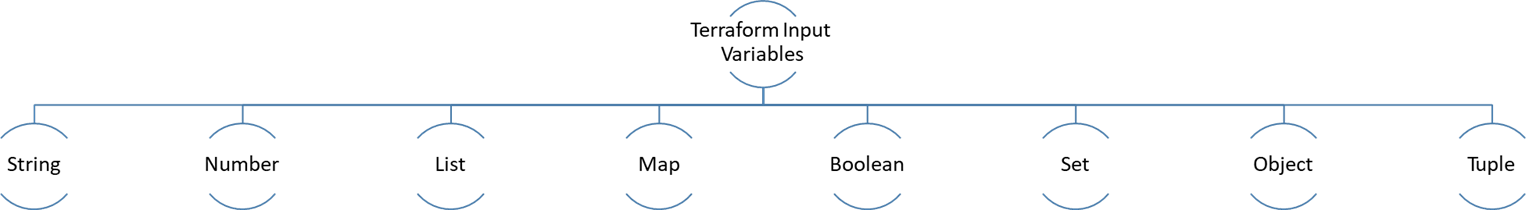 Terraform Input
Variables
String
Number
List
Map
Boolean
Set
Object
Tuple